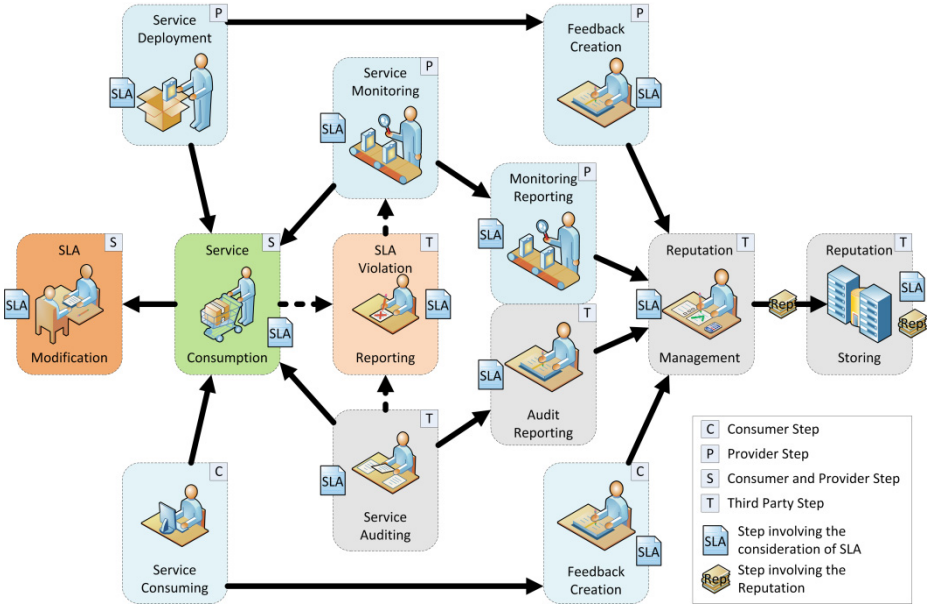 P
Service
Deployment
SLA
P
Feedback
Creation
SLA
P
Service
Monitoring
SLA
P
Monitoring
Reporting
SLA
S
SLA
SLA
Modification
S
Service
SLA
Consumption
T
SLA
Violation
SLA
Reporting
T
Reputation
SLA
Management
Rep
T
Reputation
SLA
Rep
Storing
T
SLA
Audit
Reporting
T
SLA
Service
Auditing
C
Service
Consuming
C
SLA
Feedback
Creation
C Consumer Step
P Provider Step
S Consumer and Provider Step
T Third Party Step
SLA Step involving the
consideration of SLA
Rep Step involving the
Reputation